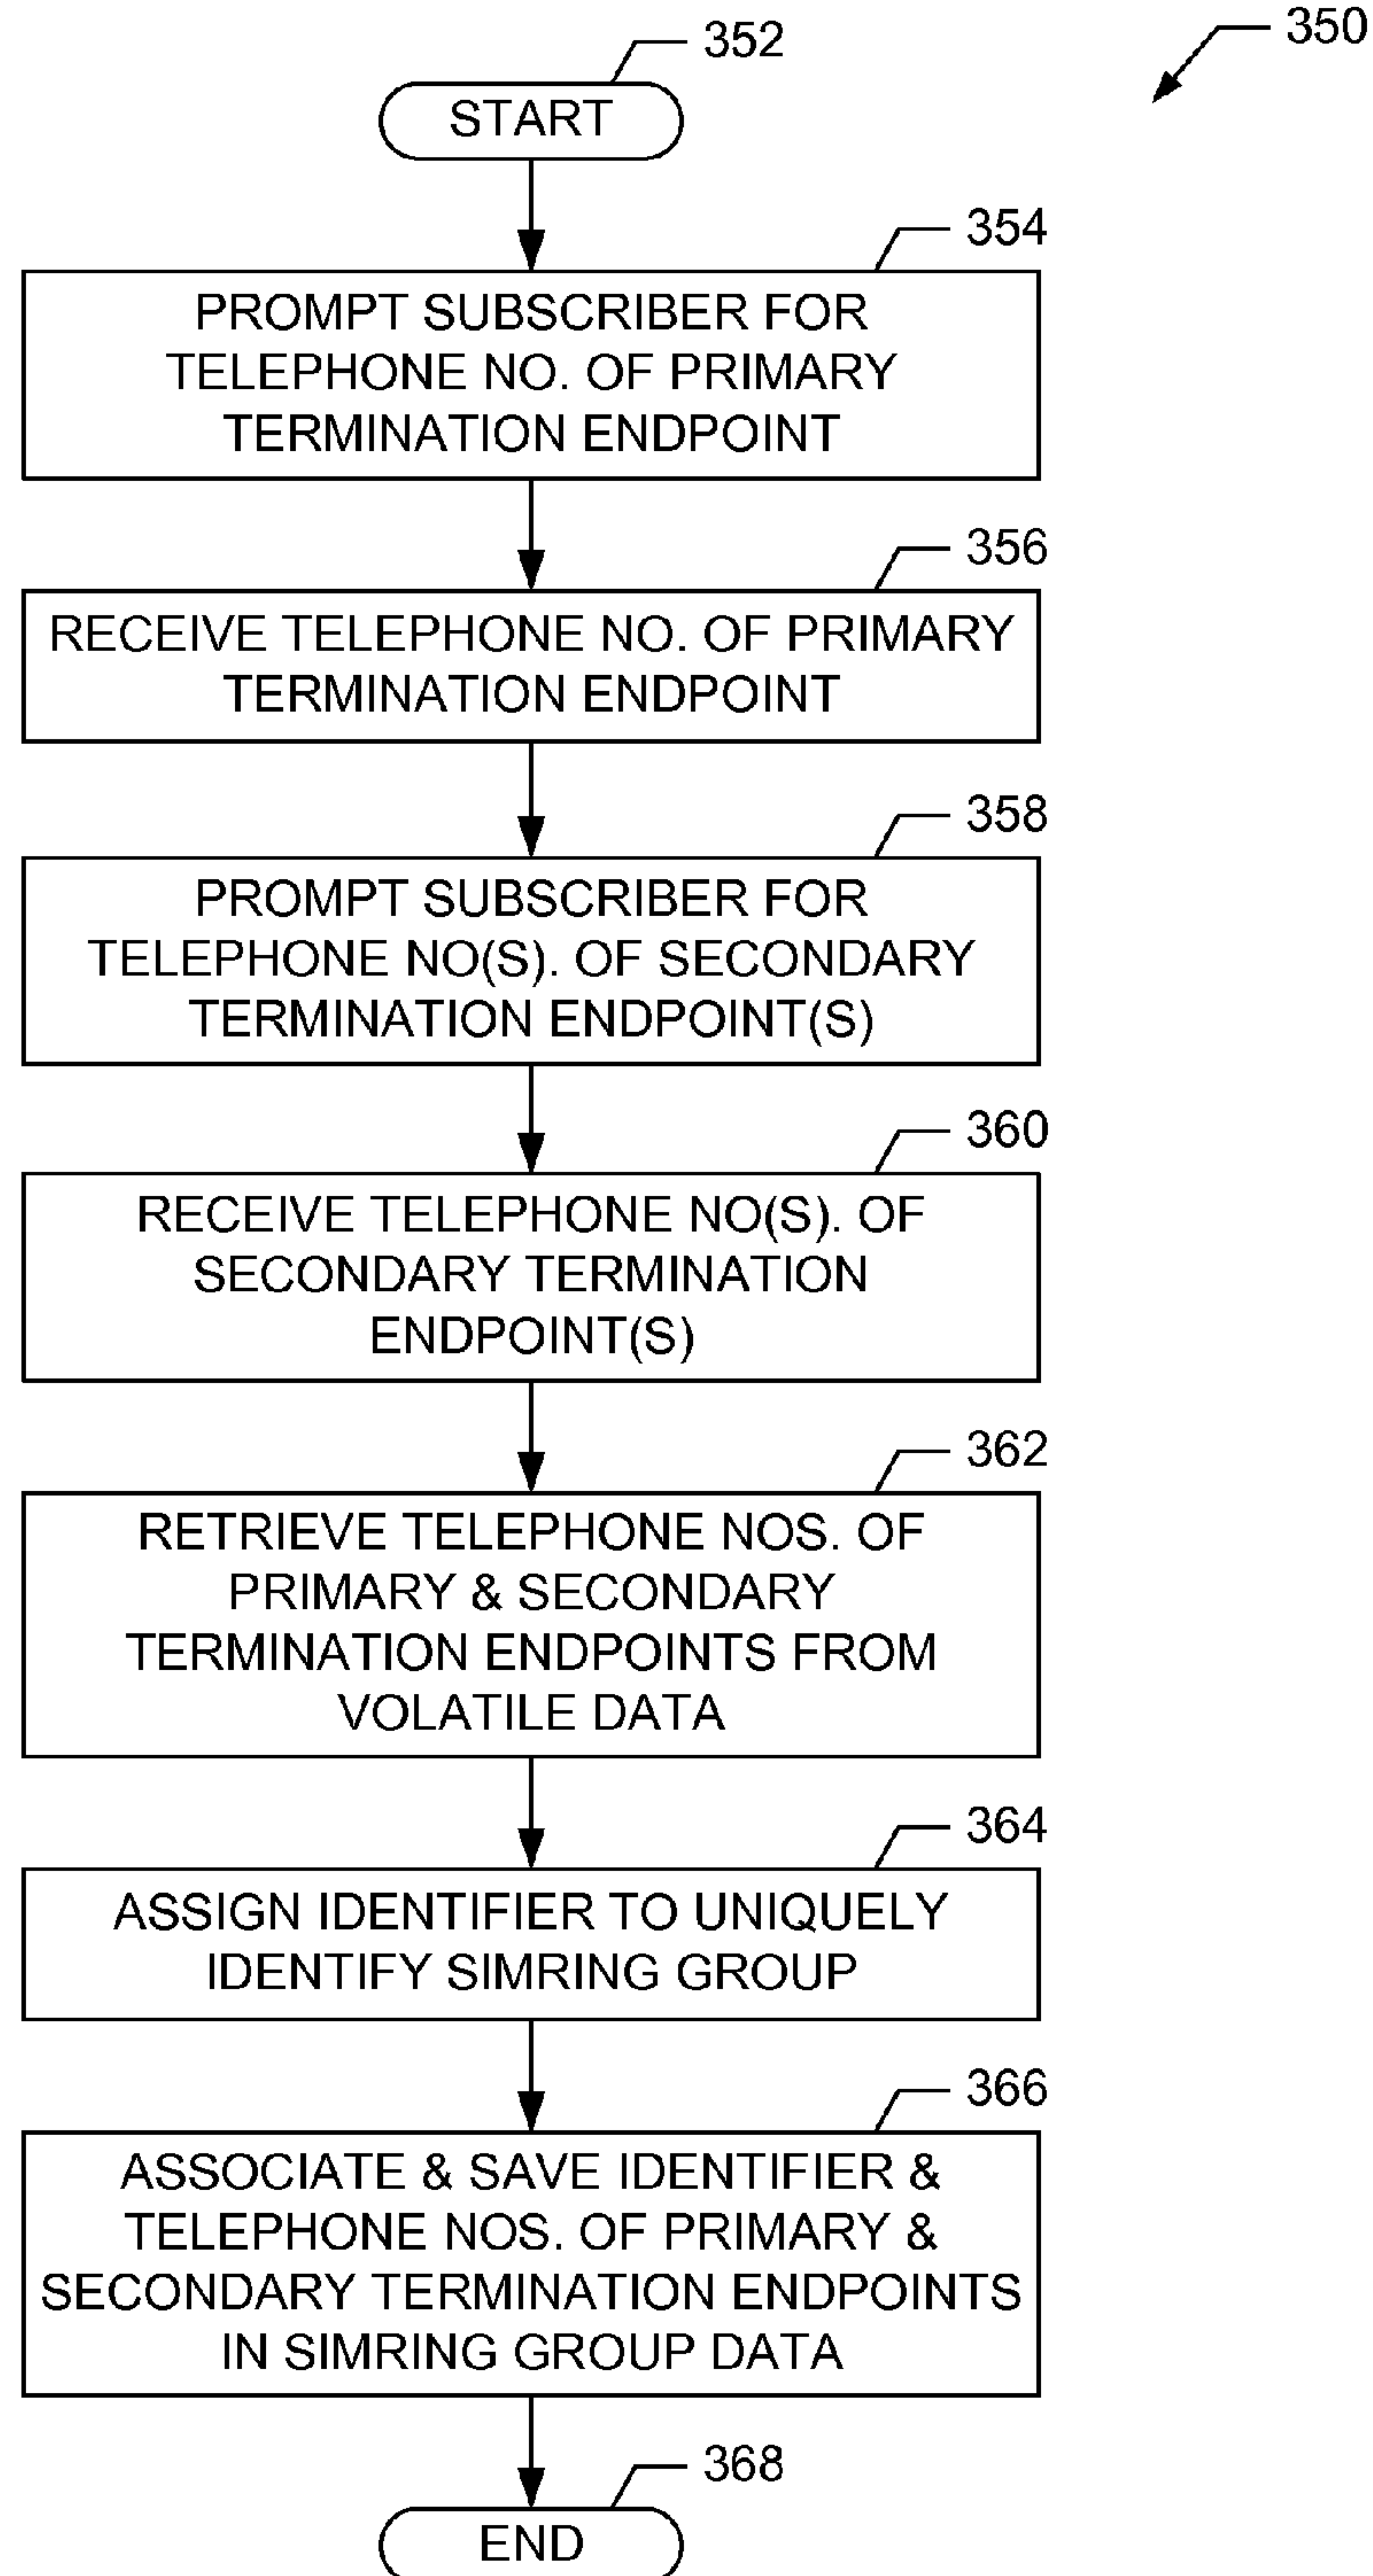 350
352
START
354
PROMPT SUBSCRIBER FOR
TELEPHONE NO. OF PRIMARY
TERMINATION ENDPOINT
356
RECEIVE TELEPHONE NO. OF PRIMARY
TERMINATION ENDPOINT
358
PROMPT SUBSCRIBER FOR
TELEPHONE NO(S). OF SECONDARY
TERMINATION ENDPOINT(S)
360
RECEIVE TELEPHONE NO(S). OF
SECONDARY TERMINATION
ENDPOINT(S)
362
RETRIEVE TELEPHONE NOS. OF
PRIMARY & SECONDARY
TERMINATION ENDPOINTS FROM
VOLATILE DATA
364
ASSIGN IDENTIFIER TO UNIQUELY
IDENTIFY SIMRING GROUP
366
ASSOCIATE & SAVE IDENTIFIER &
TELEPHONE NOS. OF PRIMARY &
SECONDARY TERMINATION ENDPOINTS
IN SIMRING GROUP DATA
368
END